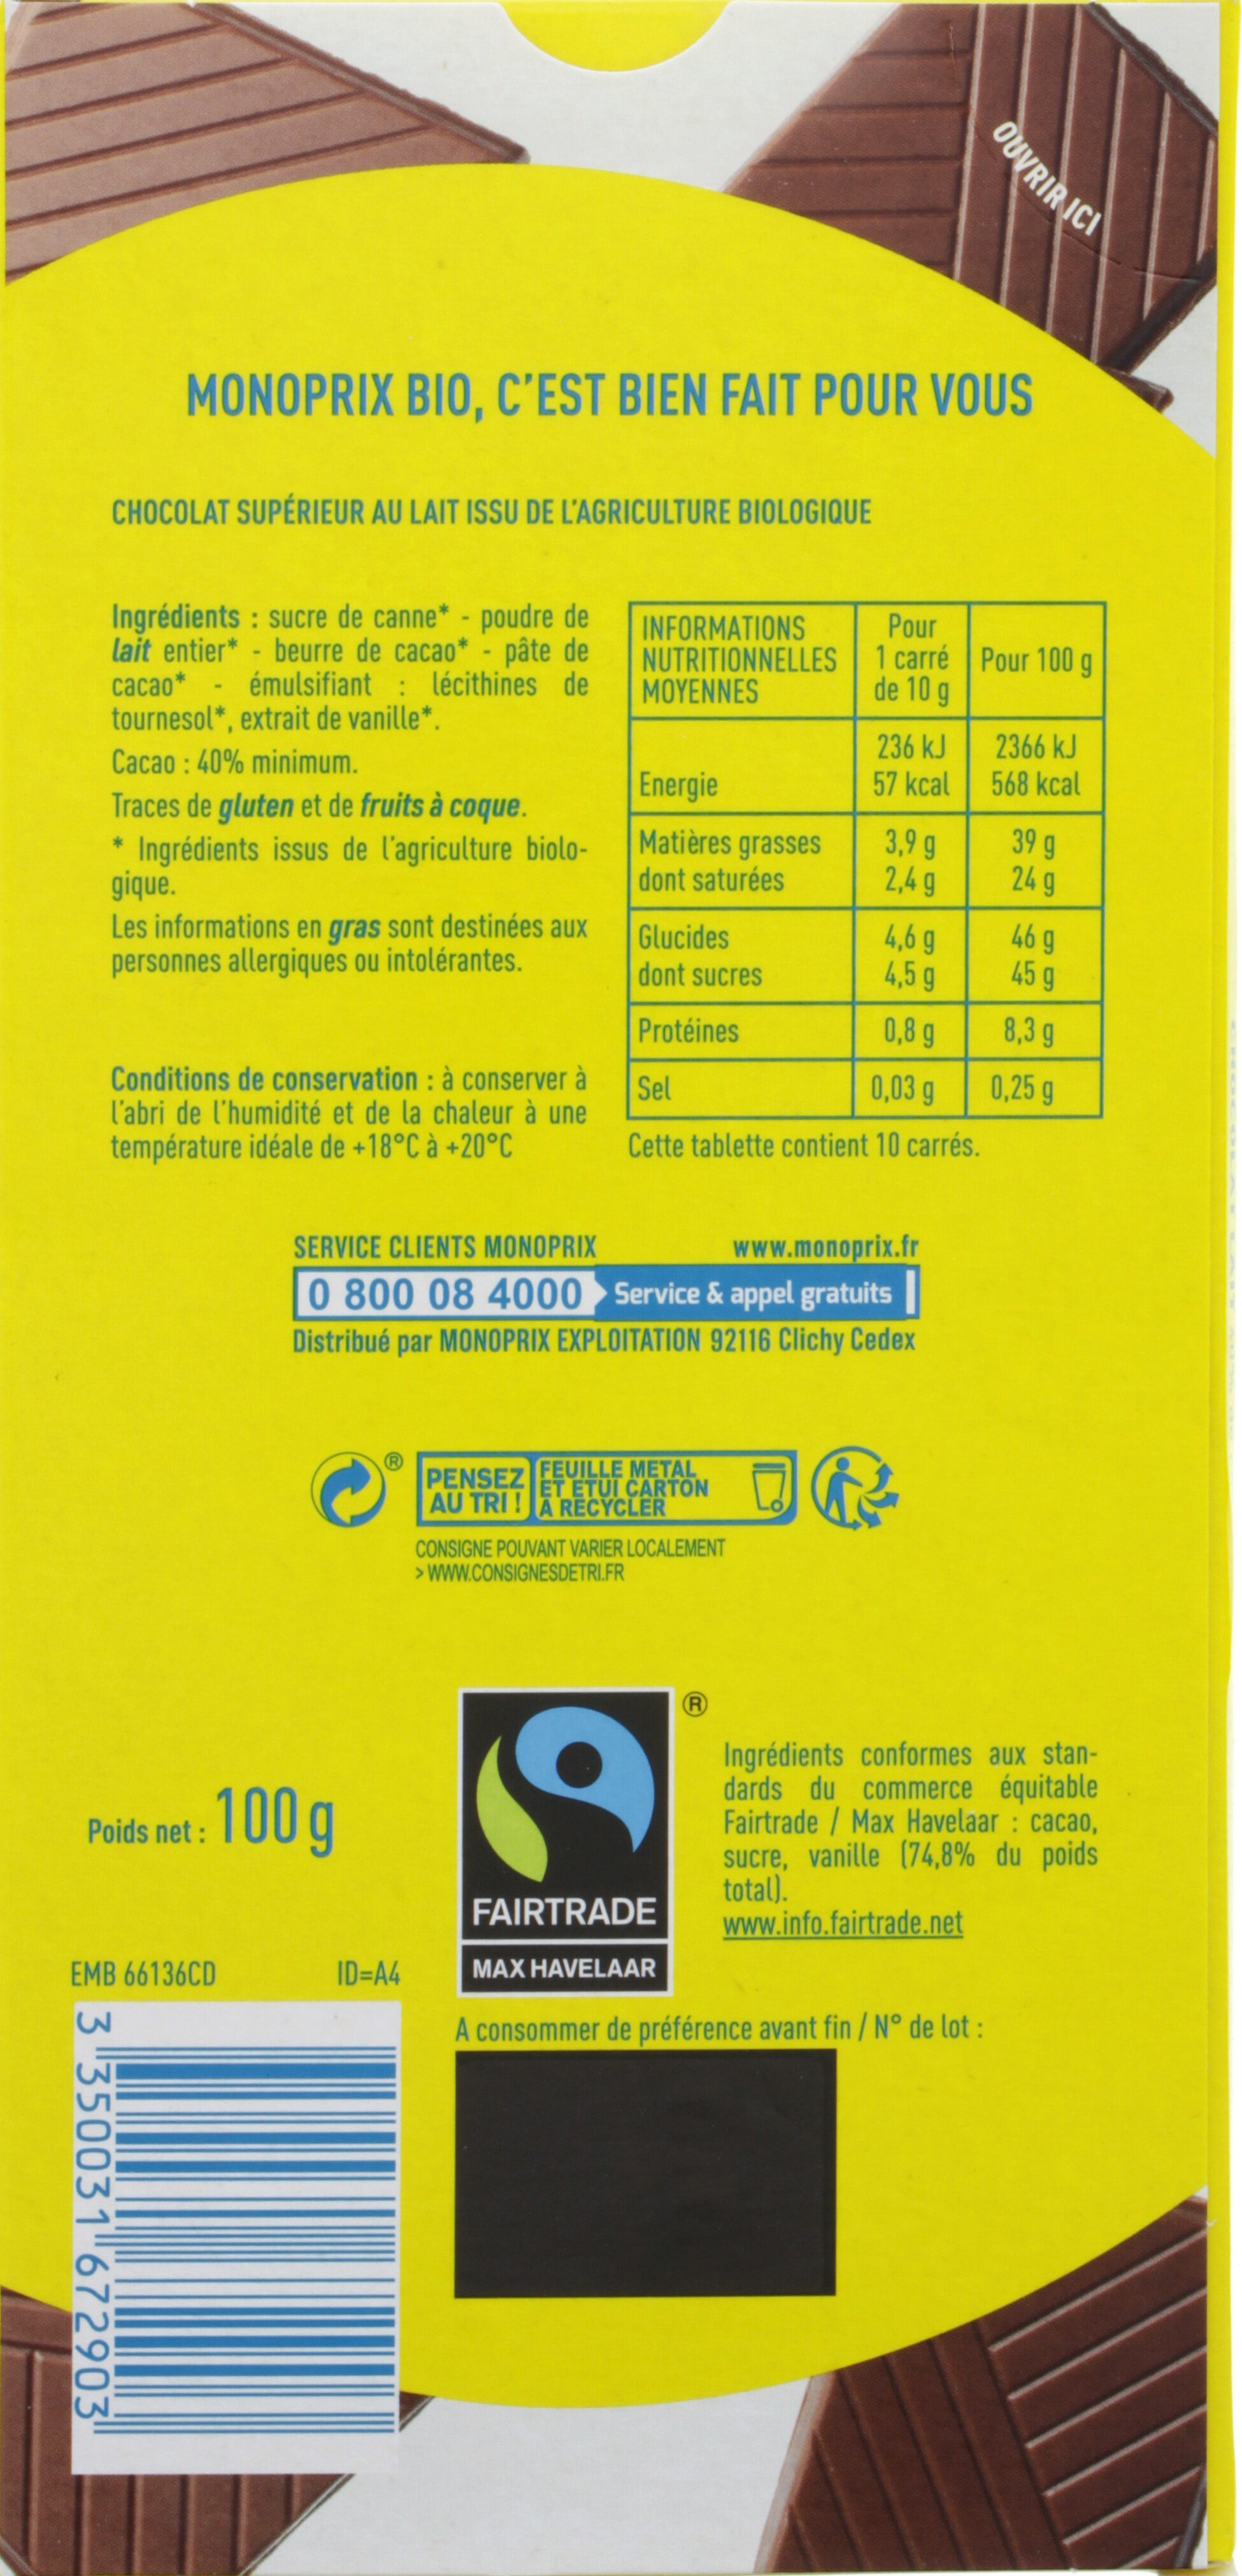 OUVRIR ICI
MONOPRIX BIO, C'EST BIEN FAIT POUR VOUS
CHOCOLAT SUPÉRIEUR AU LAIT ISSU DE L'AGRICULTURE BIOLOGIQUE
Ingrédients : sucre de canne* - poudre de
lait entier* - beurre de cacao* - pâte de
cacao* - émulsifiant : lécithines de
tournesol*, extrait de vanille*.
Cacao : 40% minimum.
Traces de gluten et de fruits à coque.
* Ingrédients issus de l'agriculture biolo-
gique.
Les informations en gras sont destinées aux
personnes allergiques ou intolérantes.
Conditions de conservation : à conserver à
l'abri de l'humidité et de la chaleur à une
température idéale de +18°C à +20°C
INFORMATIONS
NUTRITIONNELLES
MOYENNES
Pour
1 carré
de 10 g
Pour 100 g
236 kJ 2366 kJ
Energie 57 kcal 568 kcal
Matières grasses 3,9 g 39 g
dont saturées 2,4 g 24 g
Glucides 4,6 g 46 g
dont sucres 4,5 g 45 g
Protéines 0,8 g 8,3 g
Sel 0,03 g 0,25 g
Cette tablette contient 10 carrés.
SERVICE CLIENTS MONOPRIX www.monoprix.fr
0 800 08 4000 Service & appel gratuits
Distribué par MONOPRIX EXPLOITATION 92116 Clichy Cedex
®
PENSEZ
AU TRI !
FEUILLE METAL
ET ETUI CARTON
A RECYCLER
CONSIGNE POUVANT VARIER LOCALEMENT
> WWW.CONSIGNESDETRI.FR
Poids net : 100 g
®
FAIRTRADE
MAX HAVELAAR
Ingrédients conformes aux stan-
dards du commerce équitable
Fairtrade / Max Havelaar : cacao,
sucre, vanille (74,8% du poids
total).
www.info.fairtrade.net
EMB 66136CD ID=A4
3 350031 672903
A consommer de préférence avant fin / N° de lot :